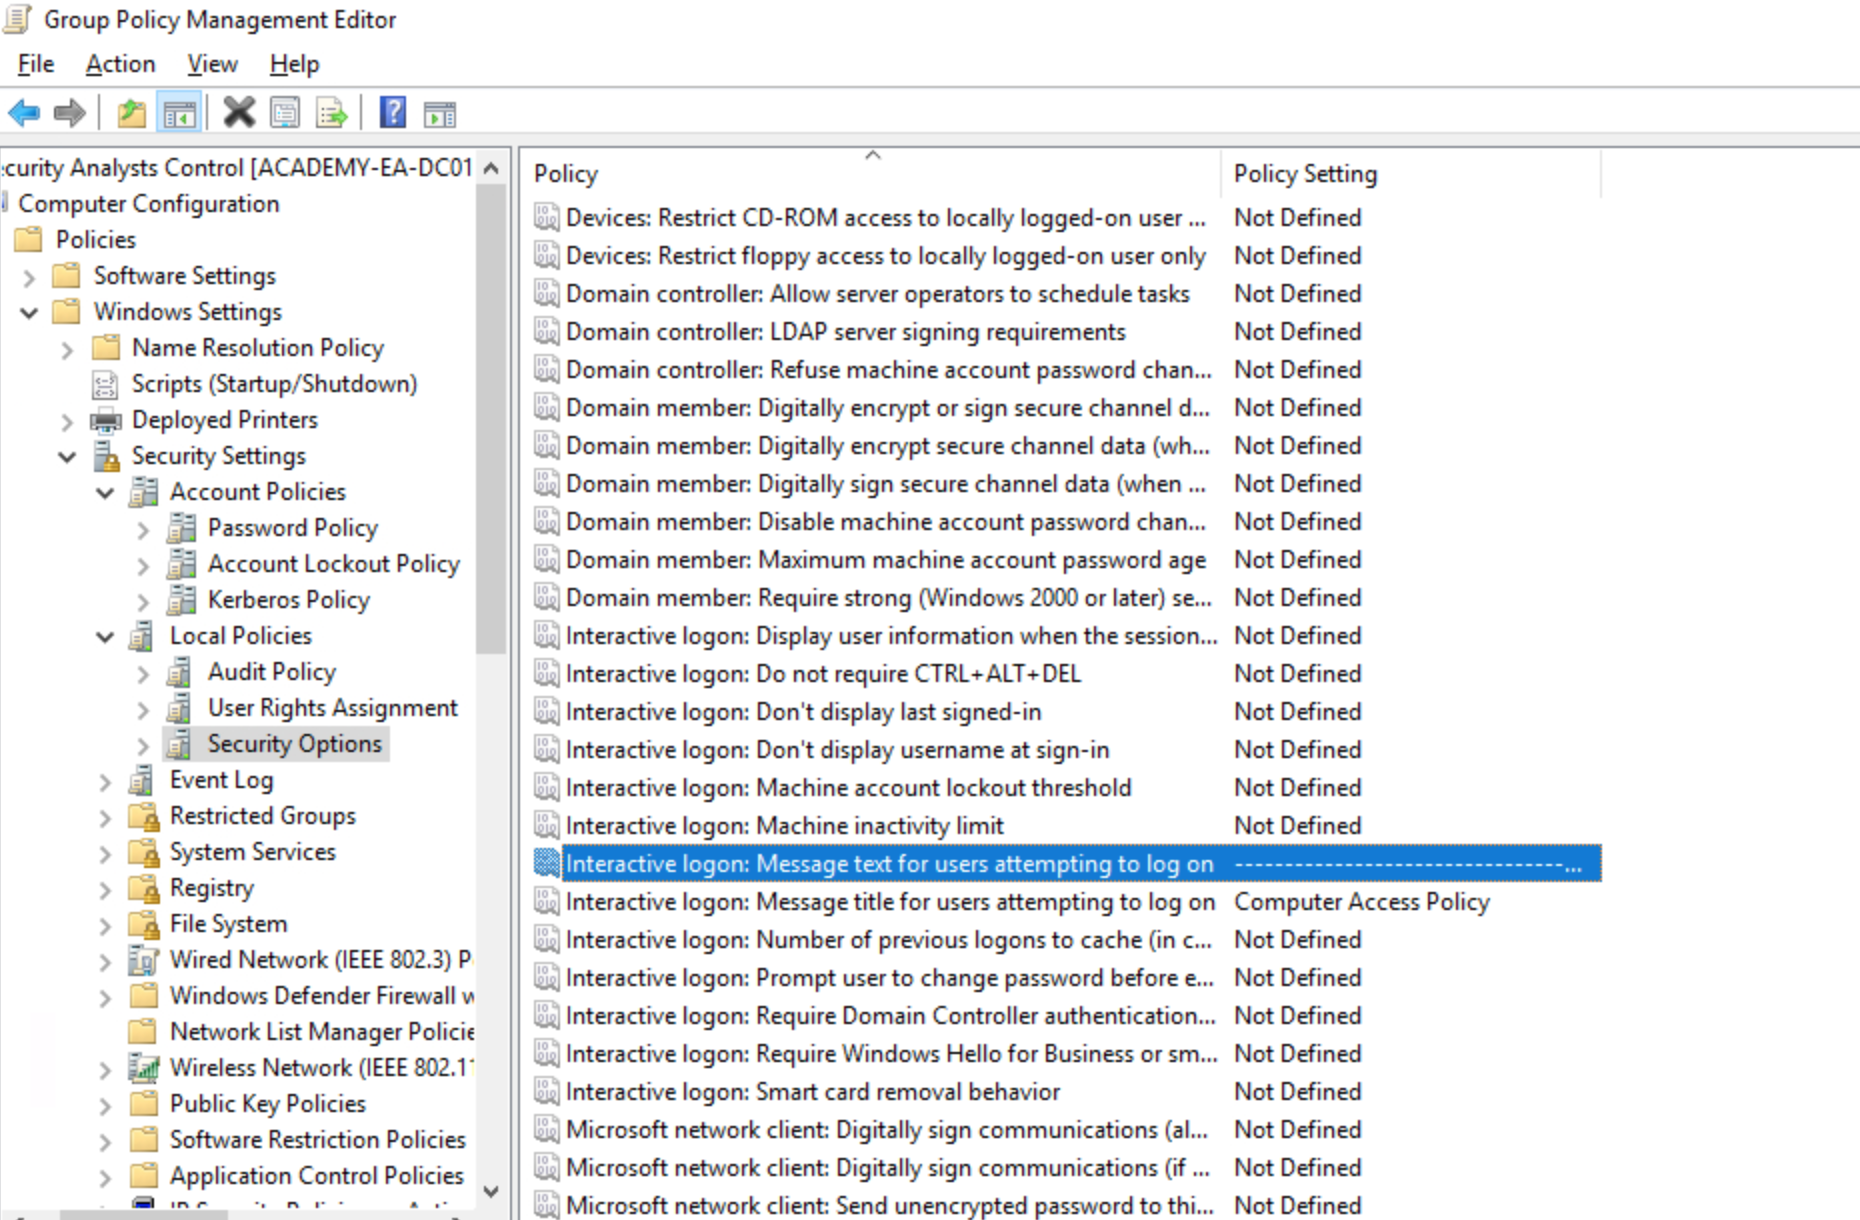 Group Policy Management Editor
File Action View Help
curity Analysts Control [ACADEMY-EA-DC01
Computer Configuration
Policies
Software Settings
Windows Settings
Name Resolution Policy
Scripts (Startup/Shutdown)
Deployed Printers
Security Settings
Account Policies
Password Policy
Account Lockout Policy
Kerberos Policy
Local Policies
Audit Policy
User Rights Assignment
Security Options
Event Log
Restricted Groups
System Services
Registry
File System
Wired Network (IEEE 802.3) P
Windows Defender Firewall w
Network List Manager Policie
Wireless Network (IEEE 802.11
Public Key Policies
Software Restriction Policies
Application Control Policies
Policy Policy Setting
Devices: Restrict CD-ROM access to locally logged-on user ... Not Defined
Devices: Restrict floppy access to locally logged-on user only Not Defined
Domain controller: Allow server operators to schedule tasks Not Defined
Domain controller: LDAP server signing requirements Not Defined
Domain controller: Refuse machine account password chan... Not Defined
Domain member: Digitally encrypt or sign secure channel d... Not Defined
Domain member: Digitally encrypt secure channel data (wh... Not Defined
Domain member: Digitally sign secure channel data (when ... Not Defined
Domain member: Disable machine account password chan... Not Defined
Domain member: Maximum machine account password age Not Defined
Domain member: Require strong (Windows 2000 or later) se... Not Defined
Interactive logon: Display user information when the session... Not Defined
Interactive logon: Do not require CTRL+ALT+DEL Not Defined
Interactive logon: Don't display last signed-in Not Defined
Interactive logon: Don't display username at sign-in Not Defined
Interactive logon: Machine account lockout threshold Not Defined
Interactive logon: Machine inactivity limit Not Defined
Interactive logon: Message text for users attempting to log on ---------------------------------...
Interactive logon: Message title for users attempting to log on Computer Access Policy
Interactive logon: Number of previous logons to cache (in c... Not Defined
Interactive logon: Prompt user to change password before e... Not Defined
Interactive logon: Require Domain Controller authentication... Not Defined
Interactive logon: Require Windows Hello for Business or sm... Not Defined
Interactive logon: Smart card removal behavior Not Defined
Microsoft network client: Digitally sign communications (al... Not Defined
Microsoft network client: Digitally sign communications (if ... Not Defined
Microsoft network client: Send unencrypted password to thi... Not Defined